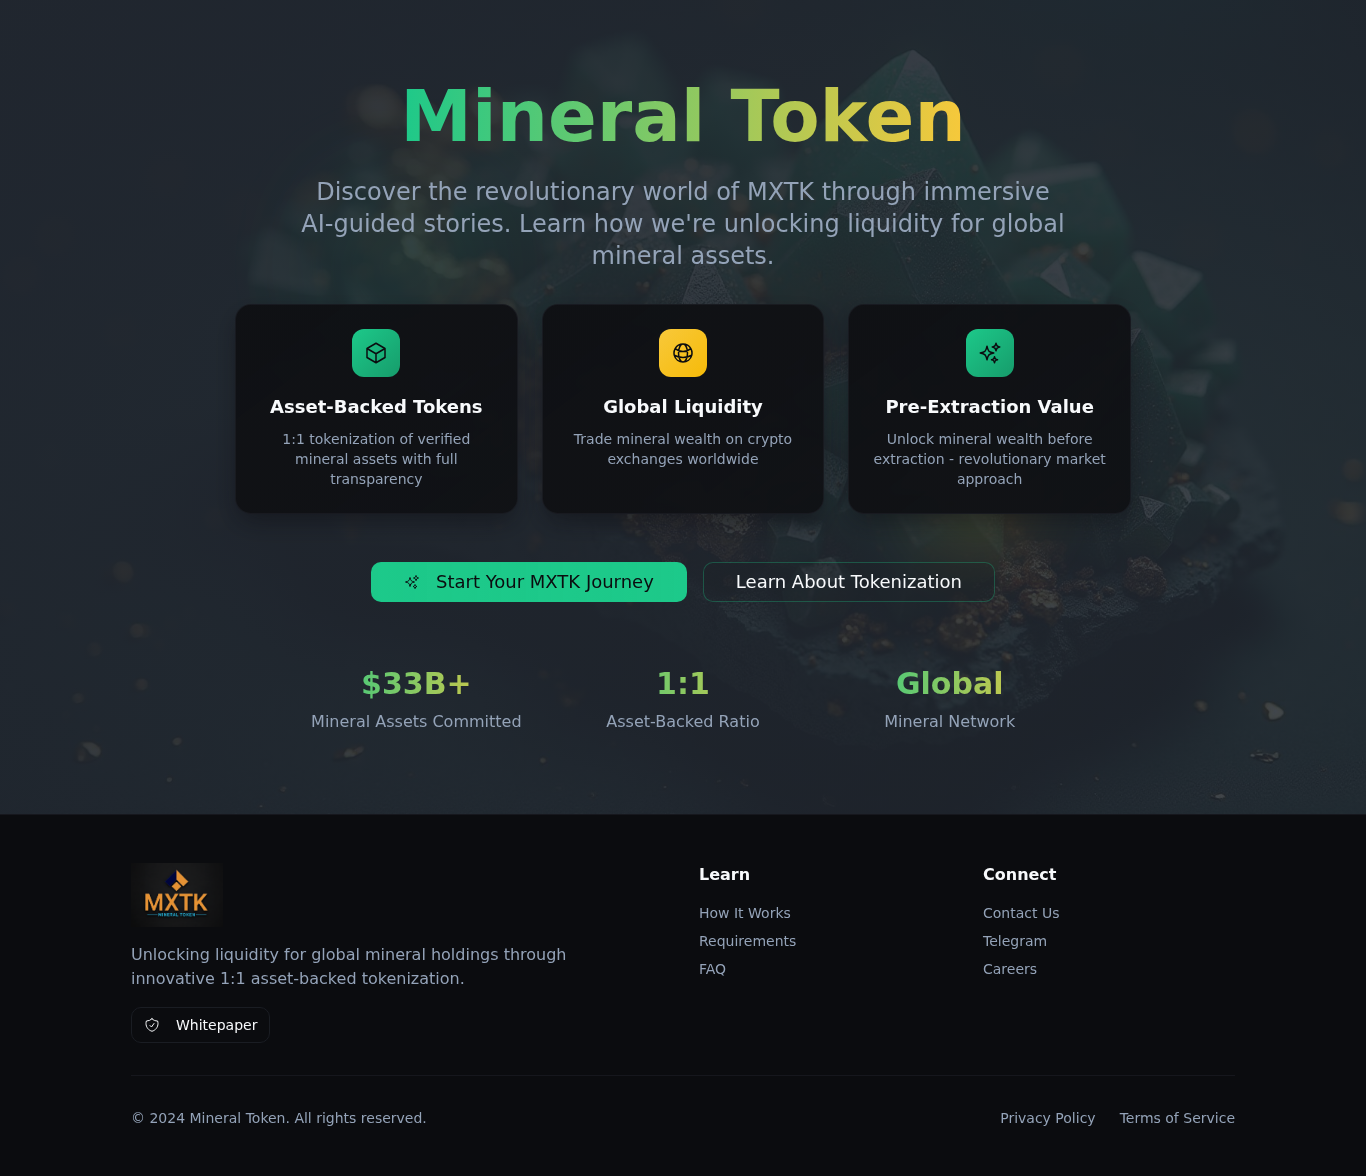 Mineral Token
Discover the revolutionary world of MXTK through immersive
AI-guided stories. Learn how we're unlocking liquidity for global
mineral assets.
Asset-Backed Tokens
1:1 tokenization of verified
mineral assets with full
transparency
Global Liquidity
Trade mineral wealth on crypto
exchanges worldwide
Pre-Extraction Value
Unlock mineral wealth before
extraction - revolutionary market
approach
Start Your MXTK Journey
Learn About Tokenization
$33B+
Mineral Assets Committed
1:1
Asset-Backed Ratio
Global
Mineral Network
MXTK
MINERAL TOKEN
Unlocking liquidity for global mineral holdings through
innovative 1:1 asset-backed tokenization.
Whitepaper
Learn
How It Works
Requirements
FAQ
Connect
Contact Us
Telegram
Careers
© 2024 Mineral Token. All rights reserved.
Privacy Policy
Terms of Service